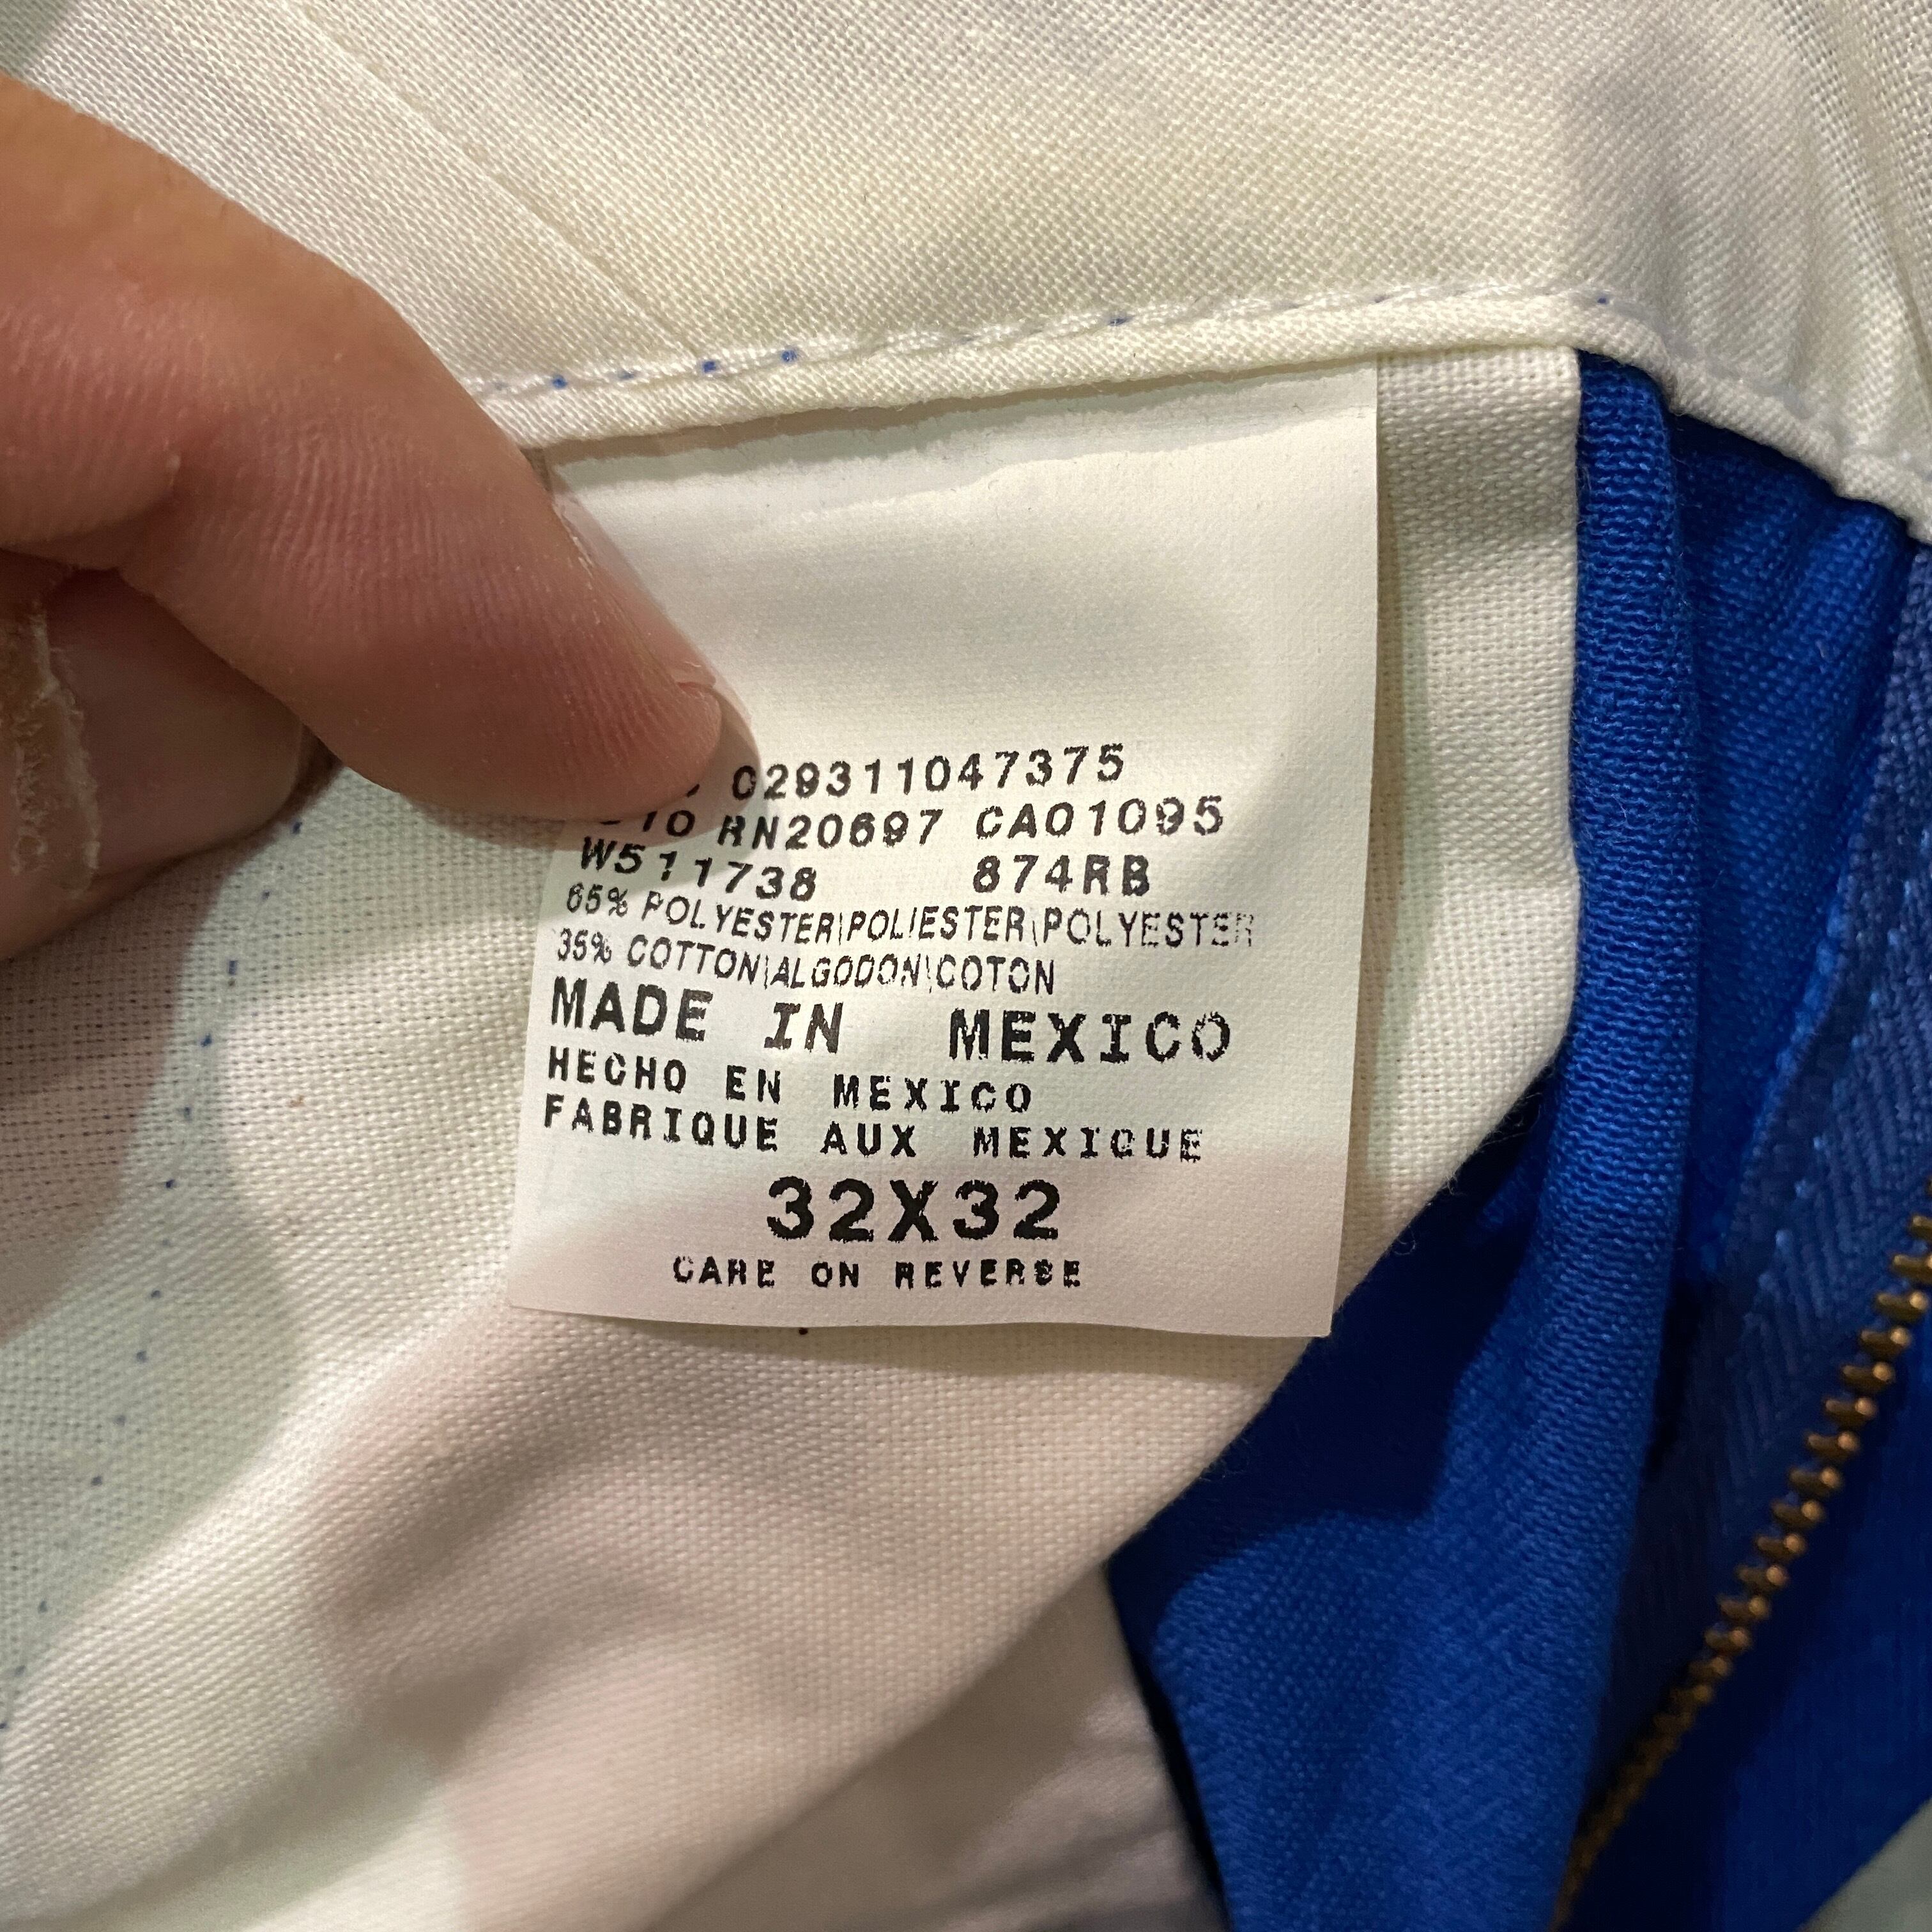 029311047375
RN20697 CA01095
W511738 874RB
65% POLYESTER\POLIESTER\POLYESTER
35% COTTON\ALGODON\COTON
MADE IN MEXICO
HECHO EN MEXICO
FABRIQUE AUX MEXIQUE
32X32
CARE ON REVERSE